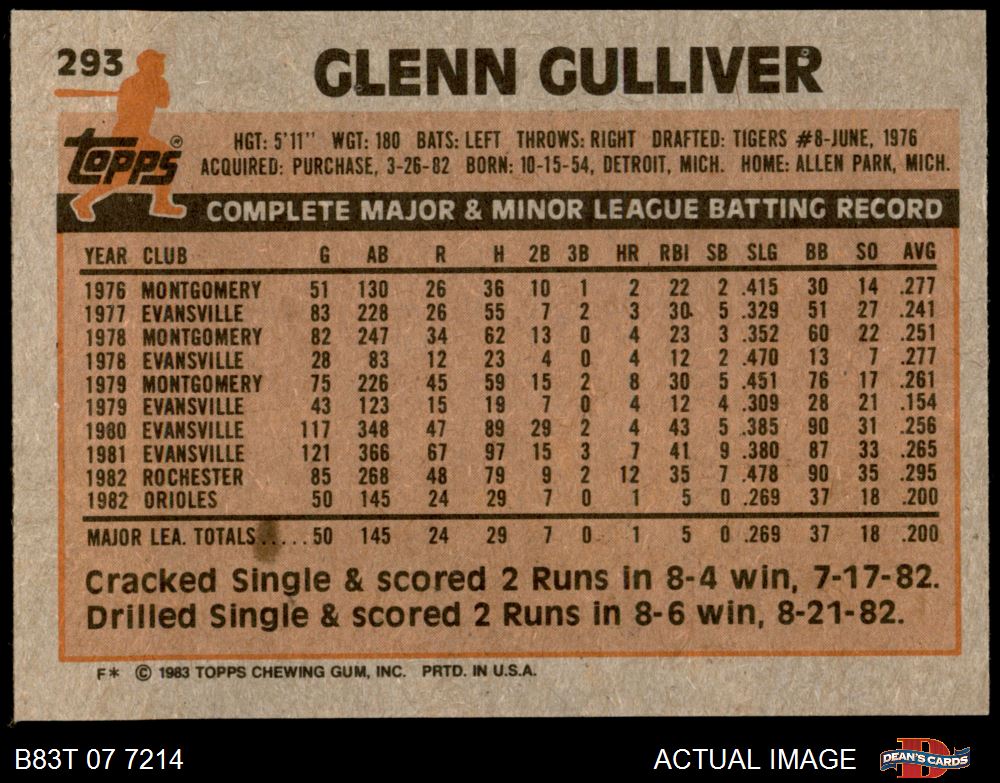 293
GLENN GULLIVER
topps®
HGT: 5'11" WGT: 180 BATS: LEFT THROWS: RIGHT DRAFTED: TIGERS #8-JUNE, 1976
ACQUIRED: PURCHASE, 3-26-82 BORN: 10-15-54, DETROIT, MICH. HOME: ALLEN PARK, MICH.
COMPLETE MAJOR & MINOR LEAGUE BATTING RECORD
YEAR CLUB G AB R H 2B 3B HR RBI SB SLG BB SO AVG
1976 MONTGOMERY 51 130 26 36 10 1 2 22 2 .415 30 14 .277
1977 EVANSVILLE 83 228 26 55 7 2 3 30 5 .329 51 27 .241
1978 MONTGOMERY 82 247 34 62 13 0 4 23 3 .352 60 22 .251
1978 EVANSVILLE 28 83 12 23 4 0 4 12 2 .470 13 7 .277
1979 MONTGOMERY 75 226 45 59 15 2 8 30 5 .451 76 17 .261
1979 EVANSVILLE 43 123 15 19 7 0 4 12 4 .309 28 21 .154
1980 EVANSVILLE 117 348 47 89 29 2 4 43 5 .385 90 31 .256
1981 EVANSVILLE 121 366 67 97 15 3 7 41 9 .380 87 33 .265
1982 ROCHESTER 85 268 48 79 9 2 12 35 7 .478 90 35 .295
1982 ORIOLES 50 145 24 29 7 0 1 5 0 .269 37 18 .200
MAJOR LEA. TOTALS.....50 145 24 29 7 0 1 5 0 .269 37 18 .200
Cracked Single & scored 2 Runs in 8-4 win, 7-17-82.
Drilled Single & scored 2 Runs in 8-6 win, 8-21-82.
F* © 1983 TOPPS CHEWING GUM, INC. PRTD. IN U.S.A.
B83T 07 7214 ACTUAL IMAGE D DEAN'S CARDS